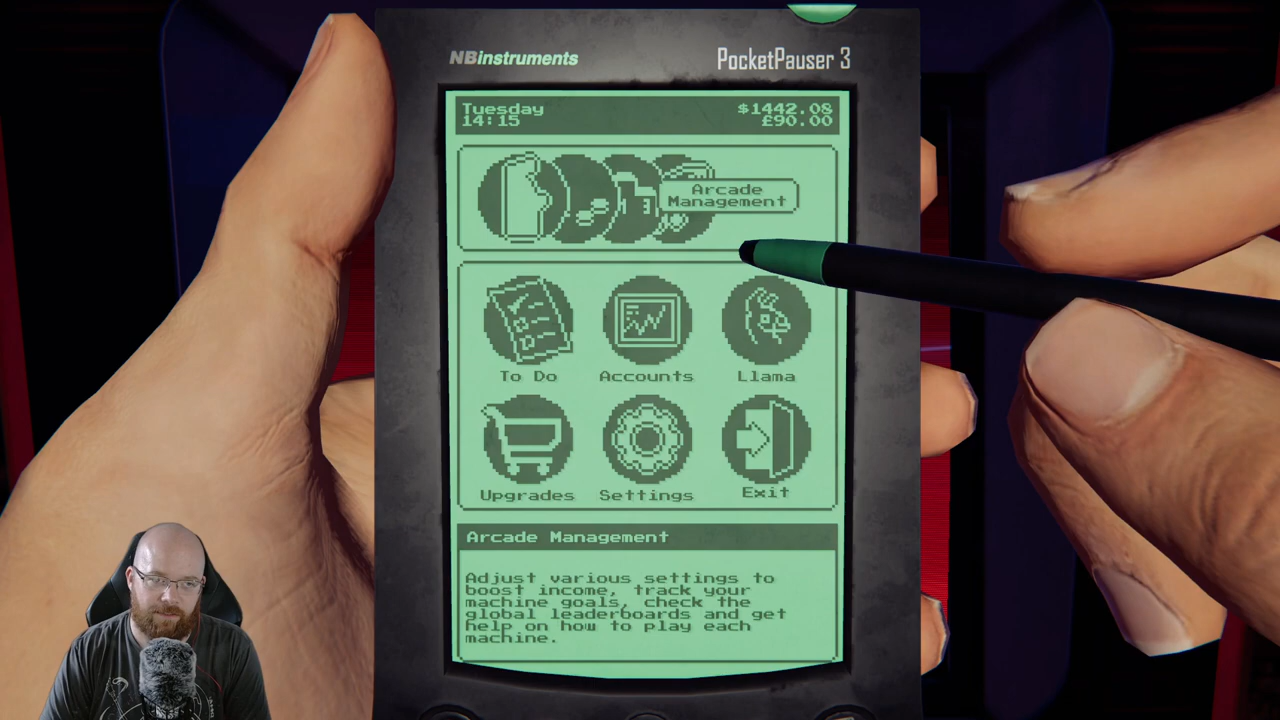 NBinstruments
PocketPauser 3
Tuesday
14:15
$1442.08
£90.00
Arcade
Management
To Do
Accounts
Llama
Upgrades
Settings
Exit
Arcade Management
Adjust various settings to
boost income, track your
machine goals, check the
global leaderboards and get
help on how to play each
machine.